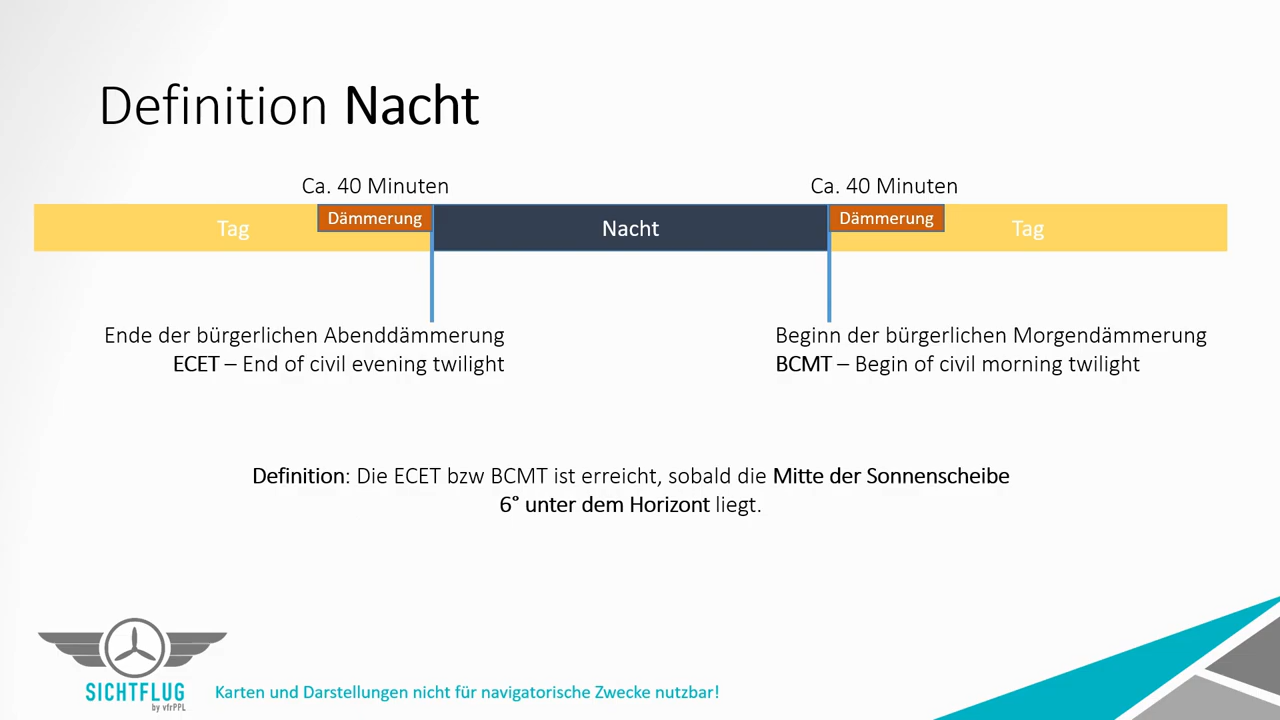 Definition Nacht
Ca. 40 Minuten
Ca. 40 Minuten
Tag
Dämmerung
Nacht
Dämmerung
Tag
Ende der bürgerlichen Abenddämmerung
ECET – End of civil evening twilight
Beginn der bürgerlichen Morgendämmerung
BCMT – Begin of civil morning twilight
Definition: Die ECET bzw BCMT ist erreicht, sobald die Mitte der Sonnenscheibe
6° unter dem Horizont liegt.
SICHTFLUG
by vfrPPL
Karten und Darstellungen nicht für navigatorische Zwecke nutzbar!